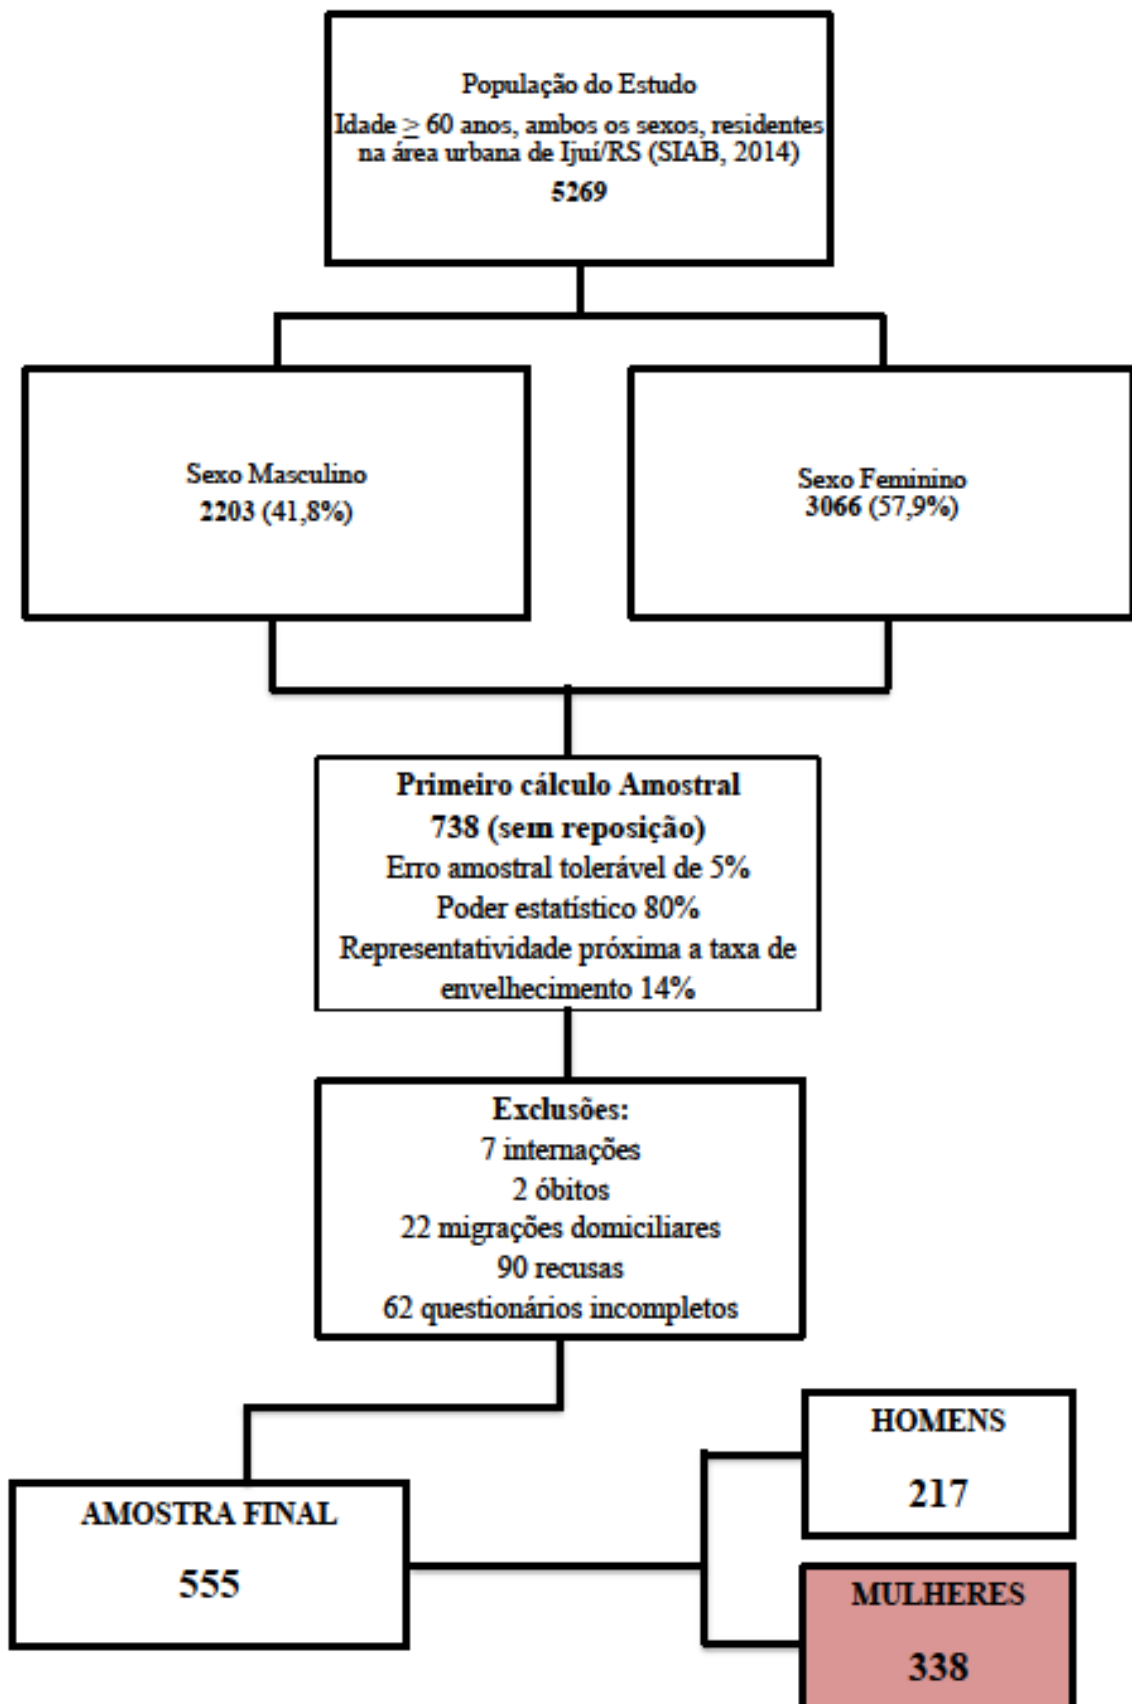 População do Estudo
Idade ≥ 60 anos, ambos os sexos, residentes
na área urbana de Ijuí/RS (SIAB, 2014)
5269
Sexo Masculino
2203 (41,8%)
Sexo Feminino
3066 (57,9%)
Primeiro cálculo Amostral
738 (sem reposição)
Erro amostral tolerável de 5%
Poder estatístico 80%
Representatividade próxima a taxa de
envelhecimento 14%
Exclusões:
7 internações
2 óbitos
22 migrações domiciliares
90 recusas
62 questionários incompletos
AMOSTRA FINAL
555
HOMENS
217
MULHERES
338